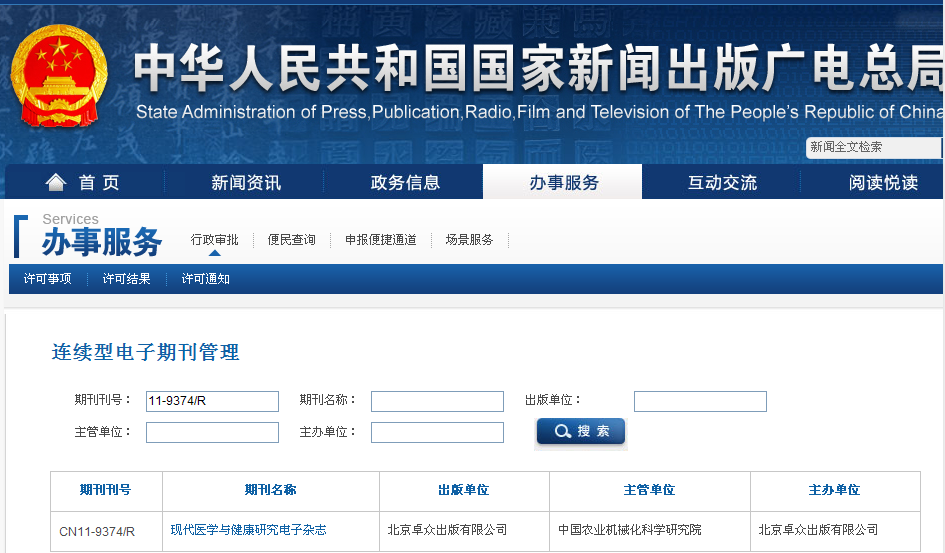 中华人民共和国国家新闻出版广电总局
State Administration of Press,Publication,Radio,Film and Television of The People's Republic of China
新闻全文检索
首 页 新闻资讯 政务信息 办事服务 互动交流 阅读悦读
Services
办事服务 行政审批 便民查询 申报便捷通道 场景服务
许可事项 许可结果 许可通知
连续型电子期刊管理
期刊刊号： 11-9374/R 期刊名称： 出版单位：
主管单位： 主办单位： 搜 索
期刊刊号 期刊名称 出版单位 主管单位 主办单位
CN11-9374/R 现代医学与健康研究电子杂志 北京卓众出版有限公司 中国农业机械化科学研究院 北京卓众出版有限公司